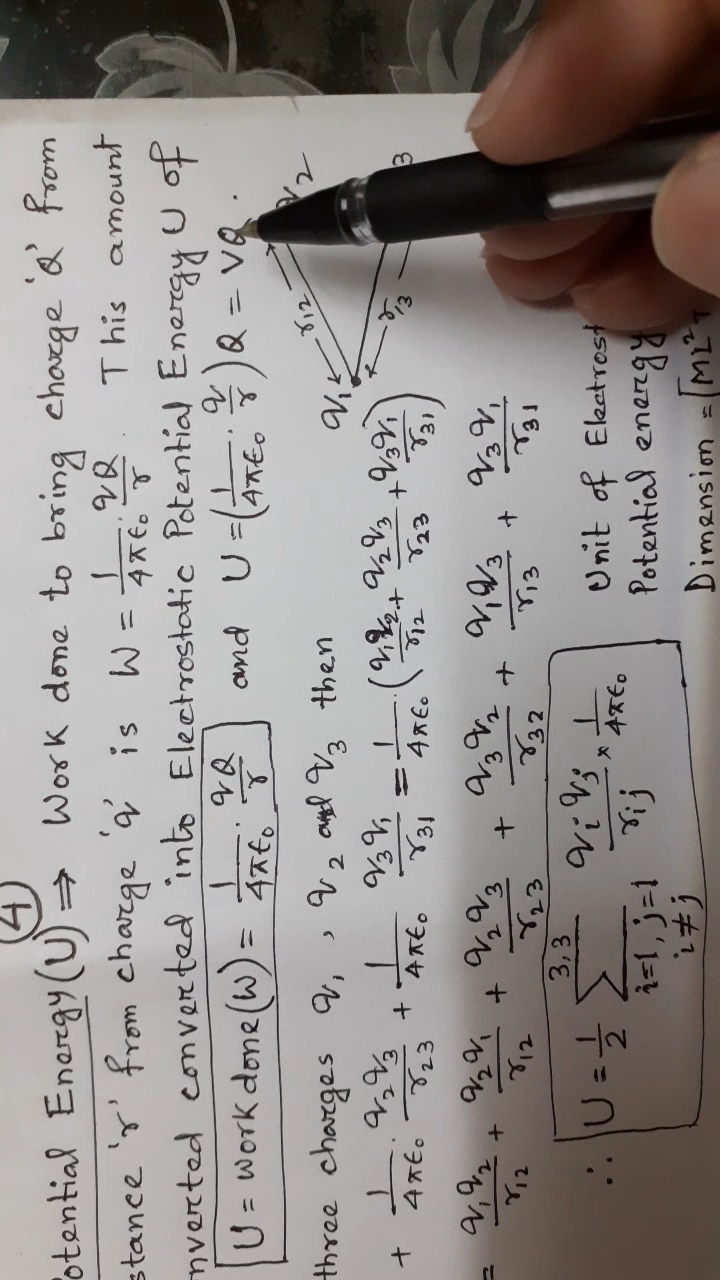 ④
otential Energy(U) ⇒ Work done to bring charge 'Q' from
stance 'r' from charge 'q' is W = 1/4πϵ₀ · qQ/r. This amount
nverted converted into Electrostatic Potential Energy U of
U = work done(W) = 1/4πϵ₀ · qQ/r and U = (1/4πϵ₀ · q/r)Q = VQ.
three charges q₁, q₂ and q₃ then
q₁ r₁₂ 2
r₁₃ 3
+ 1/4πϵ₀ · q₂q₃/r₂₃ + 1/4πϵ₀ q₃q₁/r₃₁ = 1/4πϵ₀ · (q₁q₂/r₁₂ + q₂q₃/r₂₃ + q₃q₁/r₃₁)
= q₁q₂/r₁₂ + q₂q₁/r₁₂ + q₂q₃/r₂₃ + q₃q₂/r₃₂ + q₁q₃/r₁₃ + q₃q₁/r₃₁
∴ U = 1/2 3,3 ∑ i=1, j=1 i≠j qᵢ·qⱼ/rᵢⱼ × 1/4πϵ₀
Unit of Electrost
Potential energy
Dimension = [ML²T